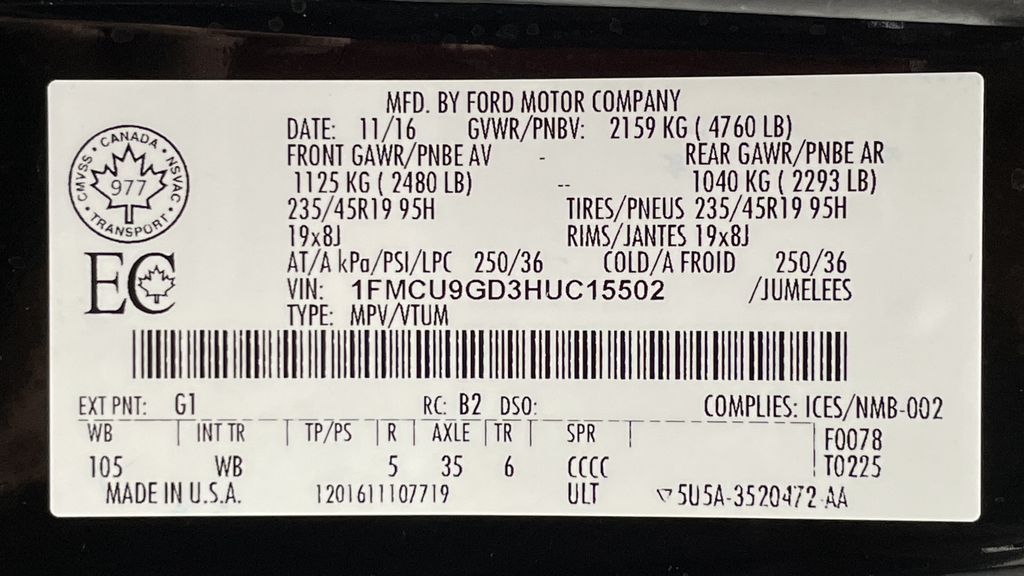 MFD. BY FORD MOTOR COMPANY
DATE: 11/16 GVWR/PNBV: 2159 KG ( 4760 LB)
FRONT GAWR/PNBE AV - REAR GAWR/PNBE AR
1125 KG ( 2480 LB) -- 1040 KG ( 2293 LB)
235/45R19 95H TIRES/PNEUS 235/45R19 95H
19x8J RIMS/JANTES 19x8J
AT/A kPa/PSI/LPC 250/36 COLD/A FROID 250/36
VIN: 1FMCU9GD3HUC15502 /JUMELEES
TYPE: MPV/VTUM
CANADA
CMVSS • NSVAC
977
TRANSPORT
EC
EXT PNT: G1 RC: B2 DSO: COMPLIES: ICES/NMB-002
WB | INT TR | TP/PS | R | AXLE | TR | SPR | F0078
105 WB 5 35 6 CCCC T0225
MADE IN U.S.A. 1201611107719 ULT ▽5U5A-3520472-AA